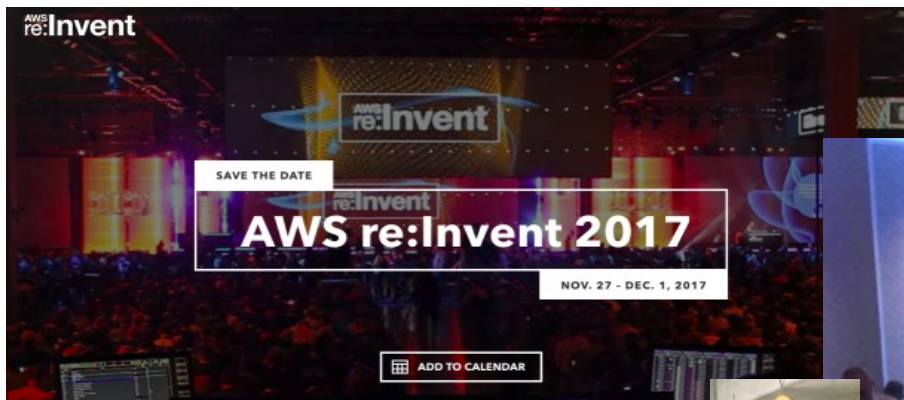 AWS
re:Invent
AWS
re:Invent
SAVE THE DATE
AWS
re:Invent
AWS re:Invent 2017
NOV. 27 – DEC. 1, 2017
ADD TO CALENDAR